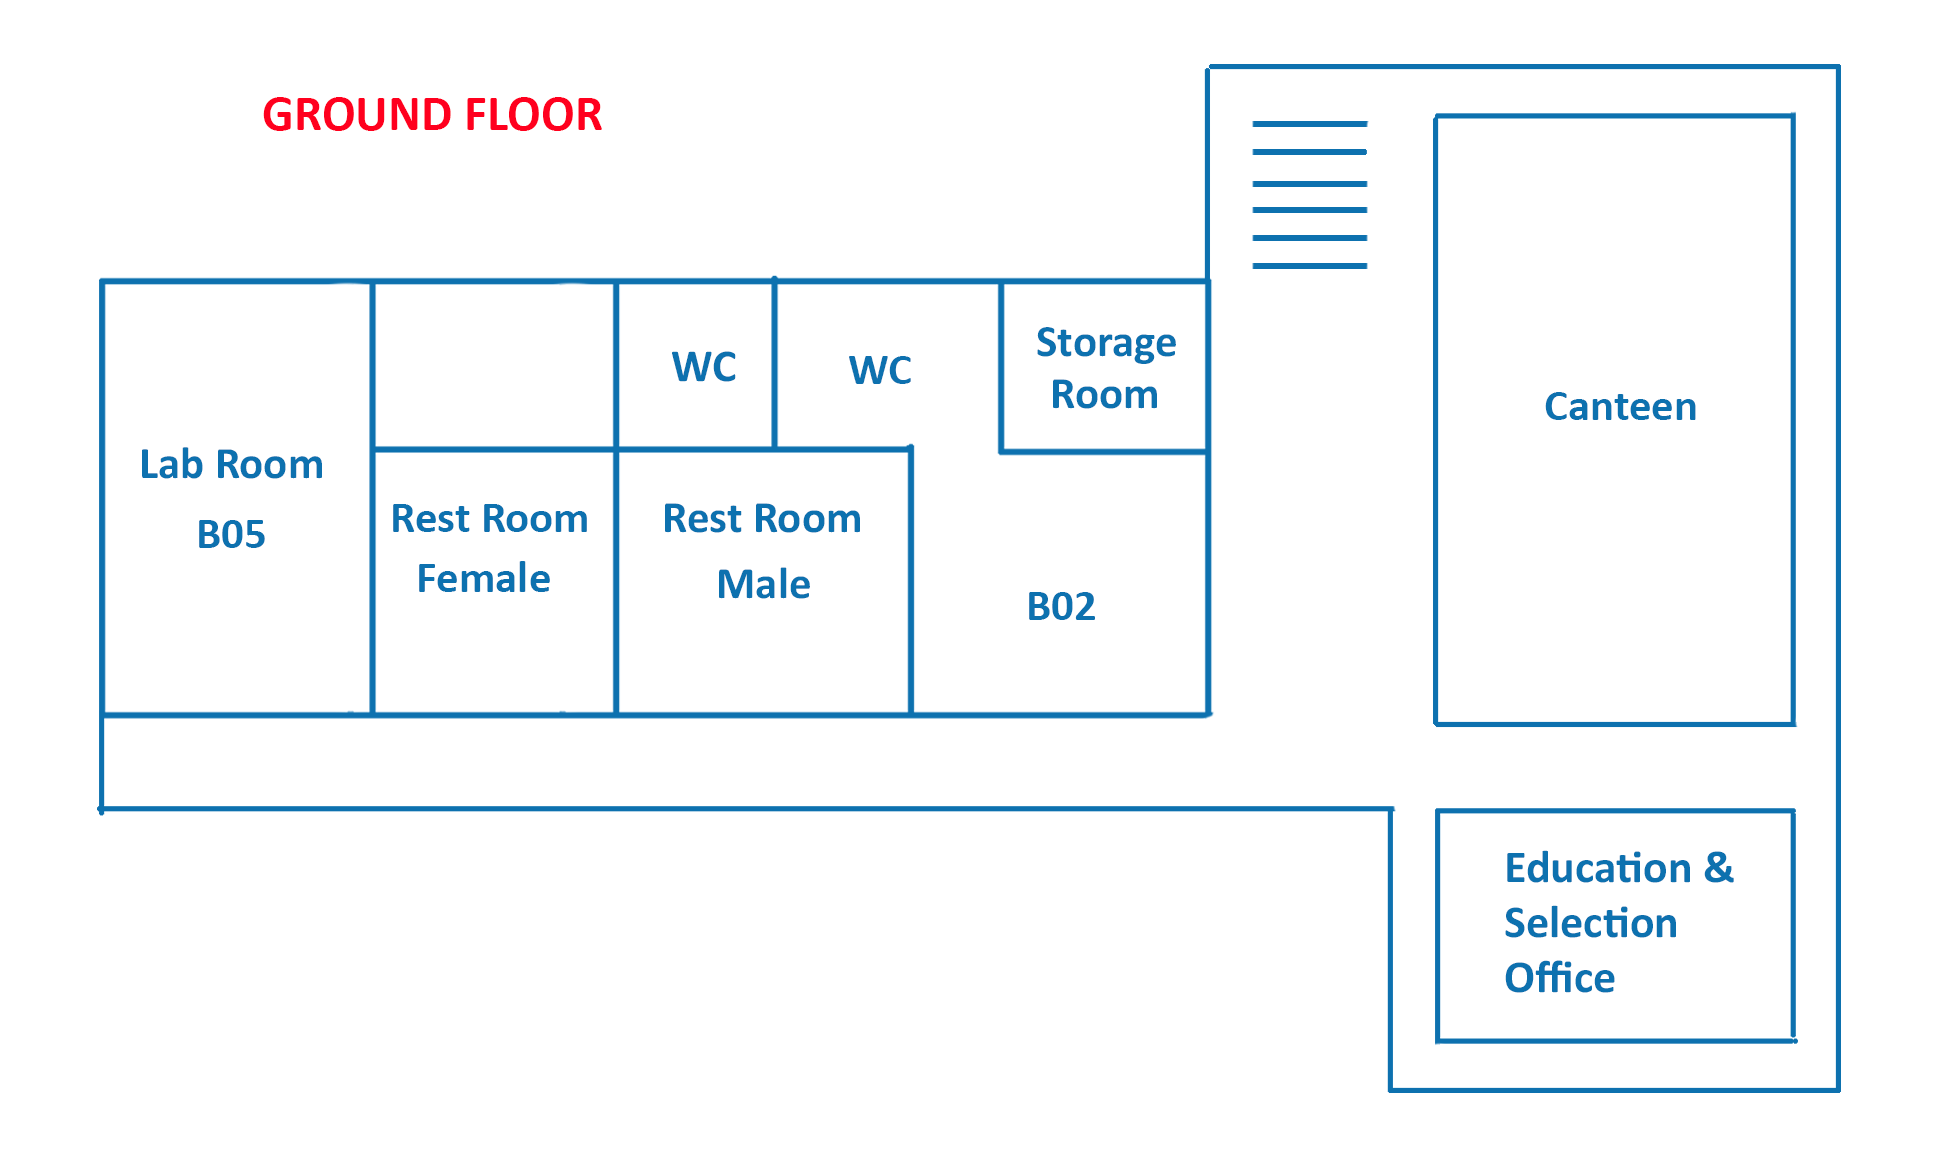 GROUND FLOOR
Lab Room
B05
Rest Room
Female
WC
Rest Room
Male
WC
Storage
Room
B02
Canteen
Education &
Selection
Office